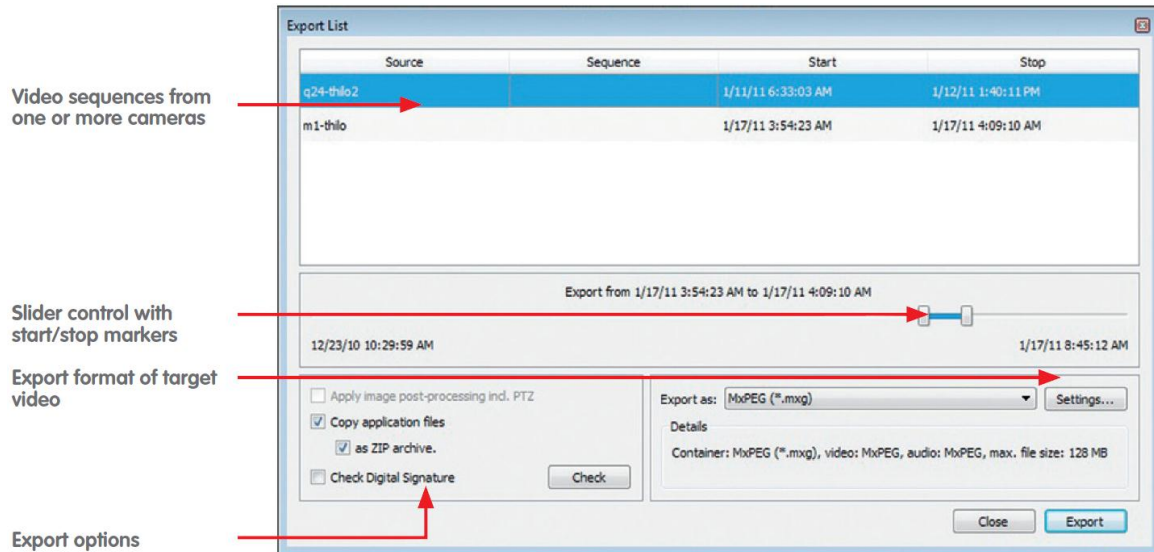 Export List
Source Sequence Start Stop
q24-thilo2 1/11/11 6:33:03 AM 1/12/11 1:40:11 PM
m1-thilo 1/17/11 3:54:23 AM 1/17/11 4:09:10 AM
Video sequences from
one or more cameras
Export from 1/17/11 3:54:23 AM to 1/17/11 4:09:10 AM
Slider control with
start/stop markers
12/23/10 10:29:59 AM 1/17/11 8:45:12 AM
Export format of target
video
Apply image post-processing incl. PTZ
Copy application files
as ZIP archive.
Check Digital Signature Check
Export as: MxPEG (*.mxg) Settings...
Details
Container: MxPEG (*.mxg), video: MxPEG, audio: MxPEG, max. file size: 128 MB
Close Export
Export options